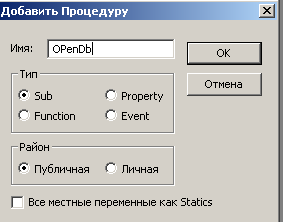 Добавить Процедуру
Имя: OPenDb OK
Отмена
Тип
Sub Property
Function Event
Район
Публичная Личная
Все местные переменные как Statics